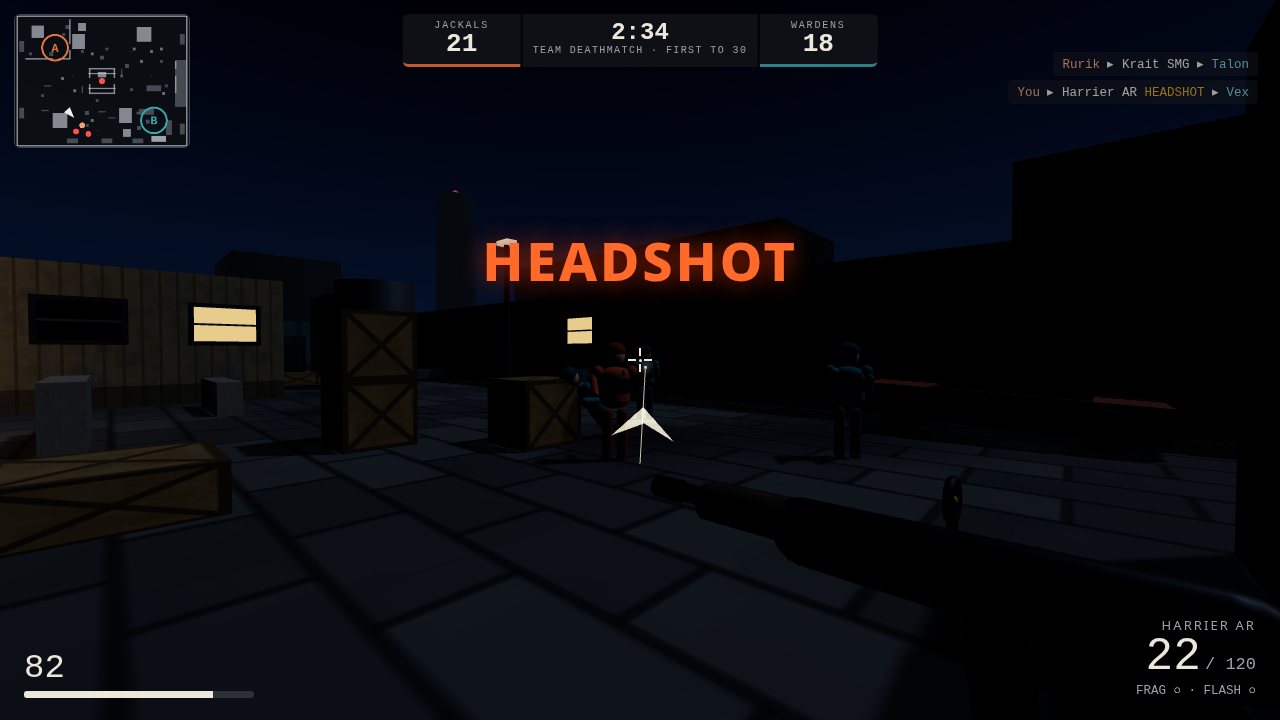 A
B
JACKALS
21
2:34
TEAM DEATHMATCH · FIRST TO 30
WARDENS
18
Rurik ▸ Krait SMG ▸ Talon
You ▸ Harrier AR HEADSHOT ▸ Vex
HEADSHOT
82
HARRIER AR
22 / 120
FRAG ○ · FLASH ○